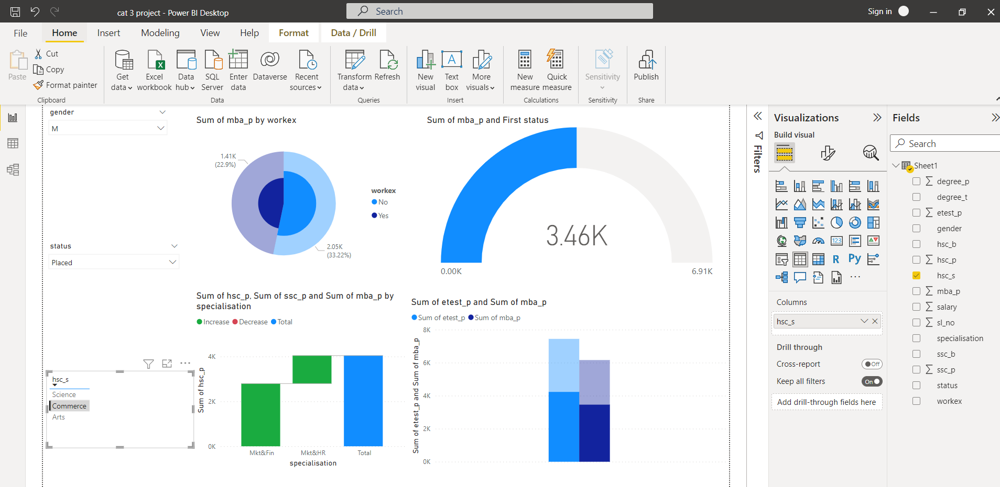 cat 3 project - Power BI Desktop
Search
Sign in
File
Home
Insert
Modeling
View
Help
Format
Data / Drill
Paste
Cut
Copy
Format painter
Clipboard
Get data
Excel workbook
Data hub
SQL Server
Enter data
Dataverse
Recent sources
Data
Transform data
Refresh
Queries
New visual
Text box
More visuals
Insert
New measure
Quick measure
Calculations
Sensitivity
Sensitivity
Publish
Share
gender
M
status
Placed
hsc_s
Science
Commerce
Arts
Sum of mba_p by workex
1.41K
(22.9%)
2.05K
(33.22%)
workex
No
Yes
Sum of mba_p and First status
3.46K
0.00K
6.91K
Sum of hsc_p, Sum of ssc_p and Sum of mba_p by
specialisation
Increase
Decrease
Total
Sum of hsc_p
4K
2K
0K
Mkt&Fin
Mkt&HR
Total
specialisation
Sum of etest_p and Sum of mba_p
Sum of etest_p
Sum of mba_p
Sum of etest_p and Sum of mba_p
8K
6K
4K
2K
0K
Filters
Visualizations
Build visual
123
R
Py
Columns
hsc_s
Drill through
Cross-report
Off
Keep all filters
On
Add drill-through fields here
Fields
Search
Sheet1
degree_p
degree_t
etest_p
gender
hsc_b
hsc_p
hsc_s
mba_p
salary
sl_no
specialisation
ssc_b
ssc_p
status
workex